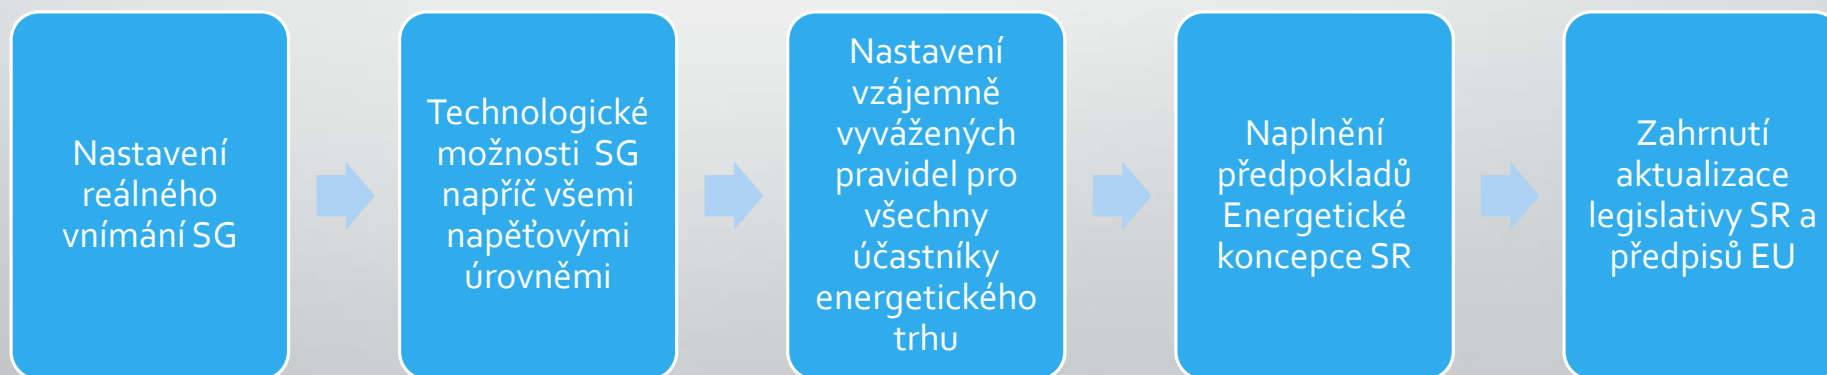 Nastavení
reálného
vnímání SG
Technologické
možnosti SG
napříč všemi
napěťovými
úrovněmi
Nastavení
vzájemně
vyvážených
pravidel pro
všechny
účastníky
energetického
trhu
Naplnění
předpokladů
Energetické
koncepce SR
Zahrnutí
aktualizace
legislativy SR a
předpisů EU